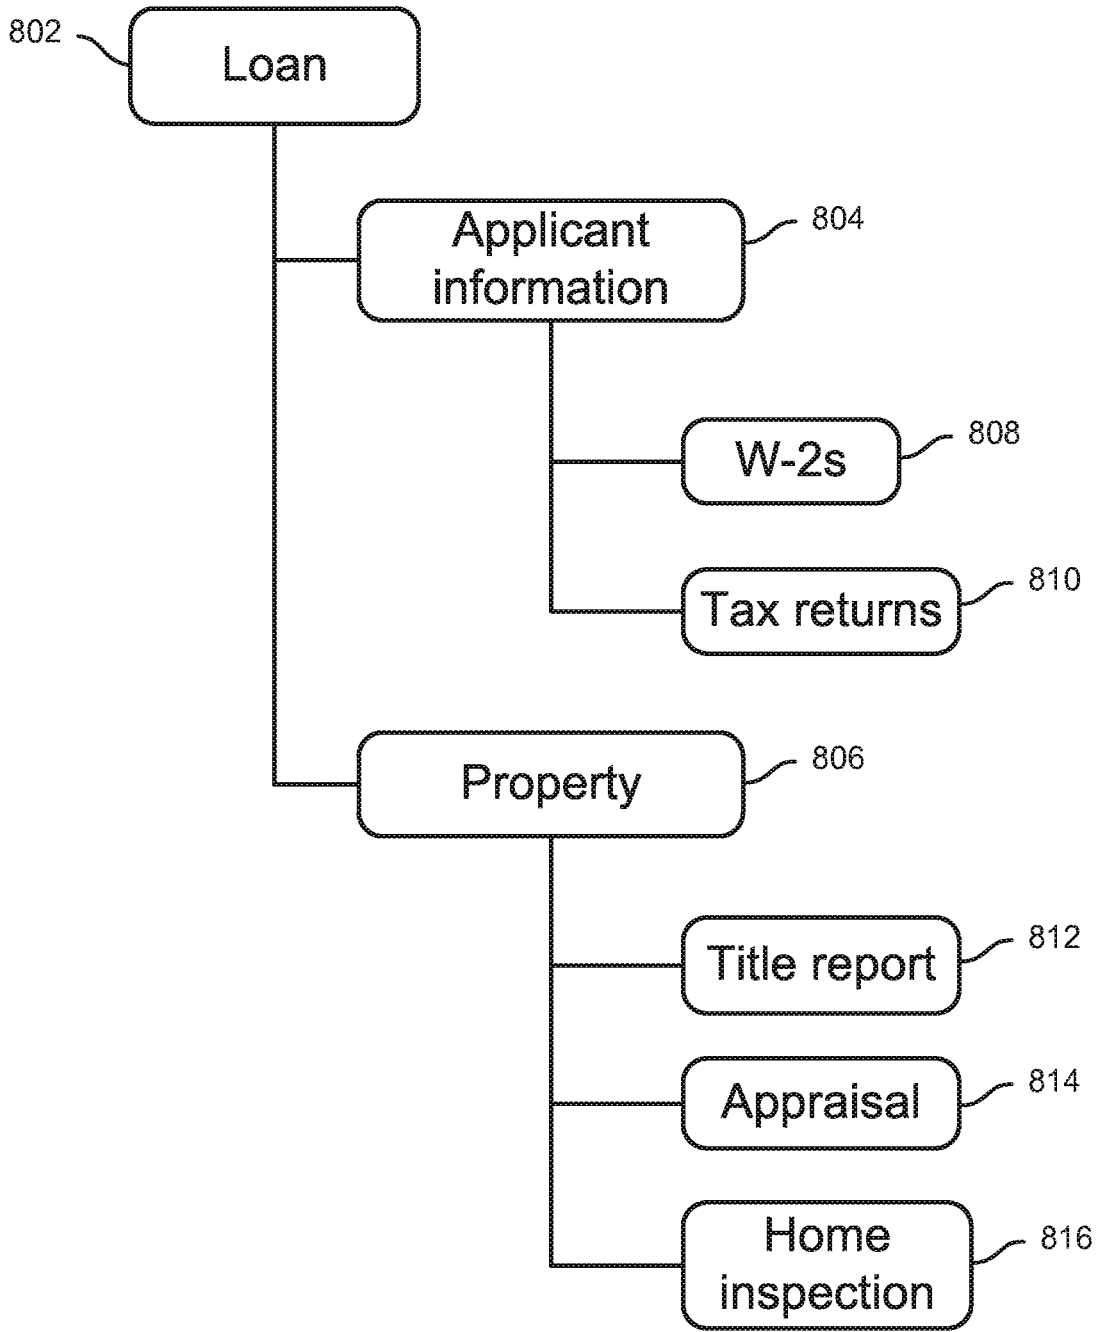 802
Loan
Applicant
information
804
W-2s
808
Tax returns
810
Property
806
Title report
812
Appraisal
814
Home
inspection
816